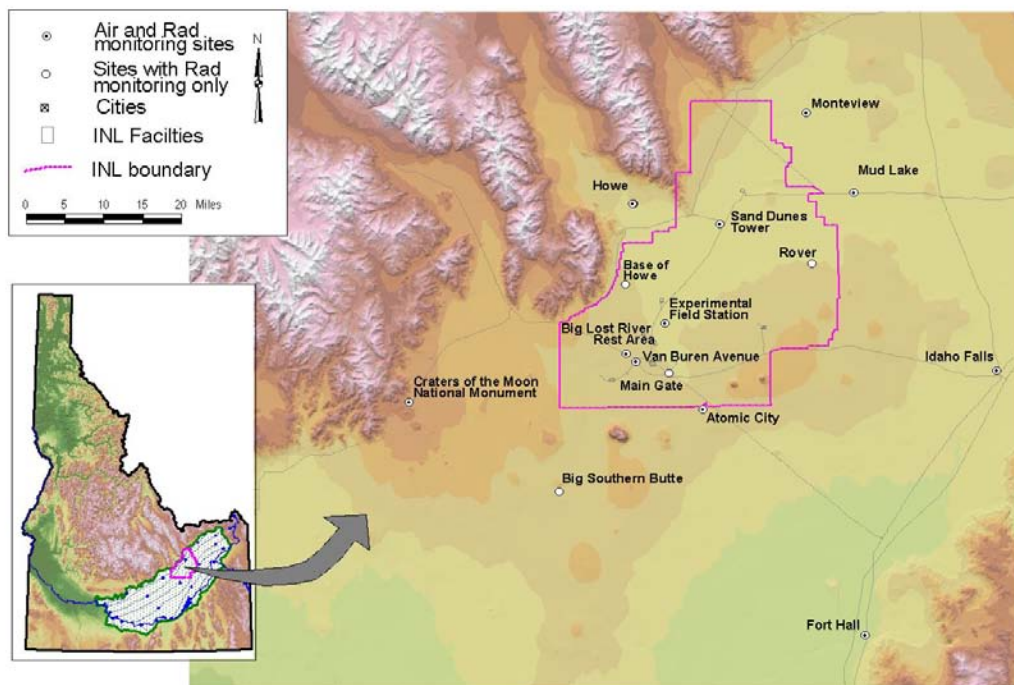 Air and Rad
monitoring sites
Sites with Rad
monitoring only
Cities
INL Facilties
INL boundary
N
0 5 10 15 20 Miles
Monteview
Mud Lake
Howe
Sand Dunes
Tower
Rover
Base of
Howe
Experimental
Field Station
Big Lost River
Rest Area
Van Buren Avenue
Idaho Falls
Main Gate
Craters of the Moon
National Monument
Atomic City
Big Southern Butte
Fort Hall